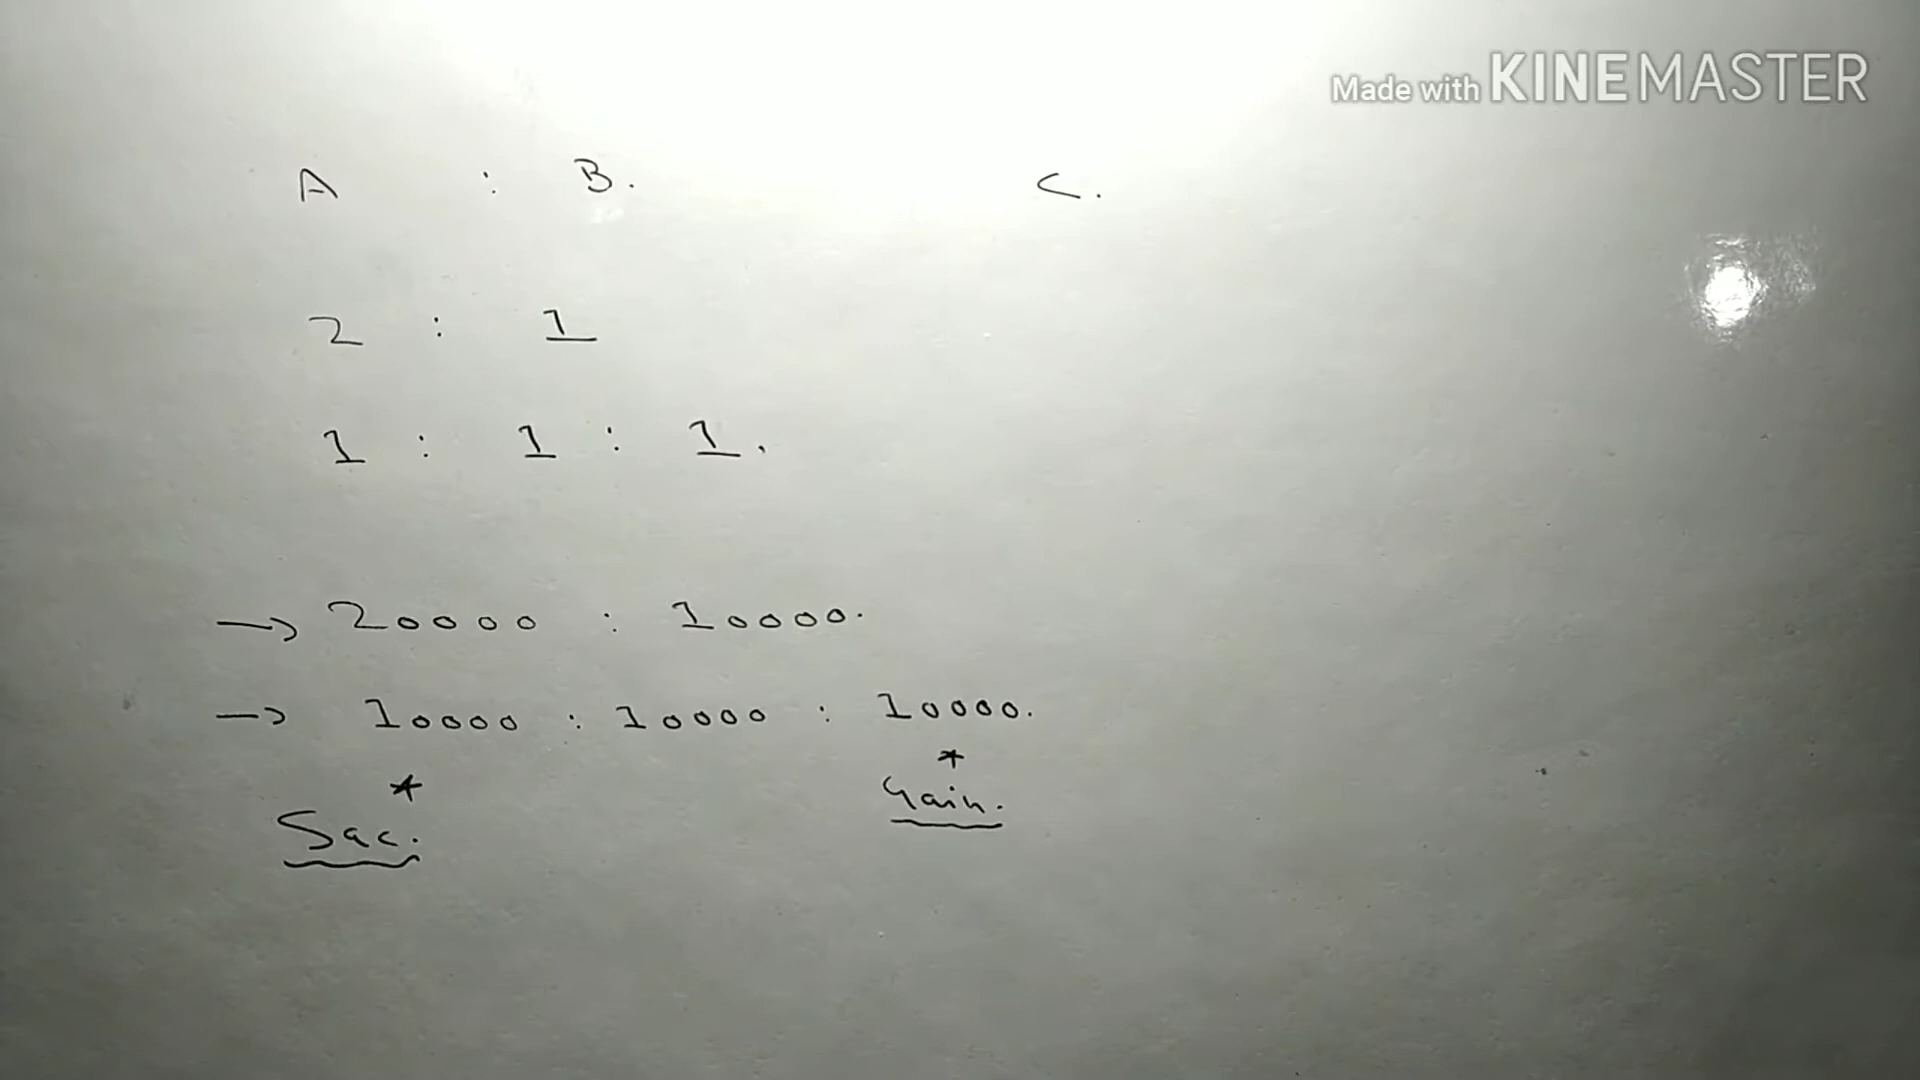 Made with KINEMASTER
A : B. C.
2 : 1
1 : 1 : 1.
→ 20000 : 10000.
→ 10000 : 10000 : 10000.
* *
Sac. Gain.